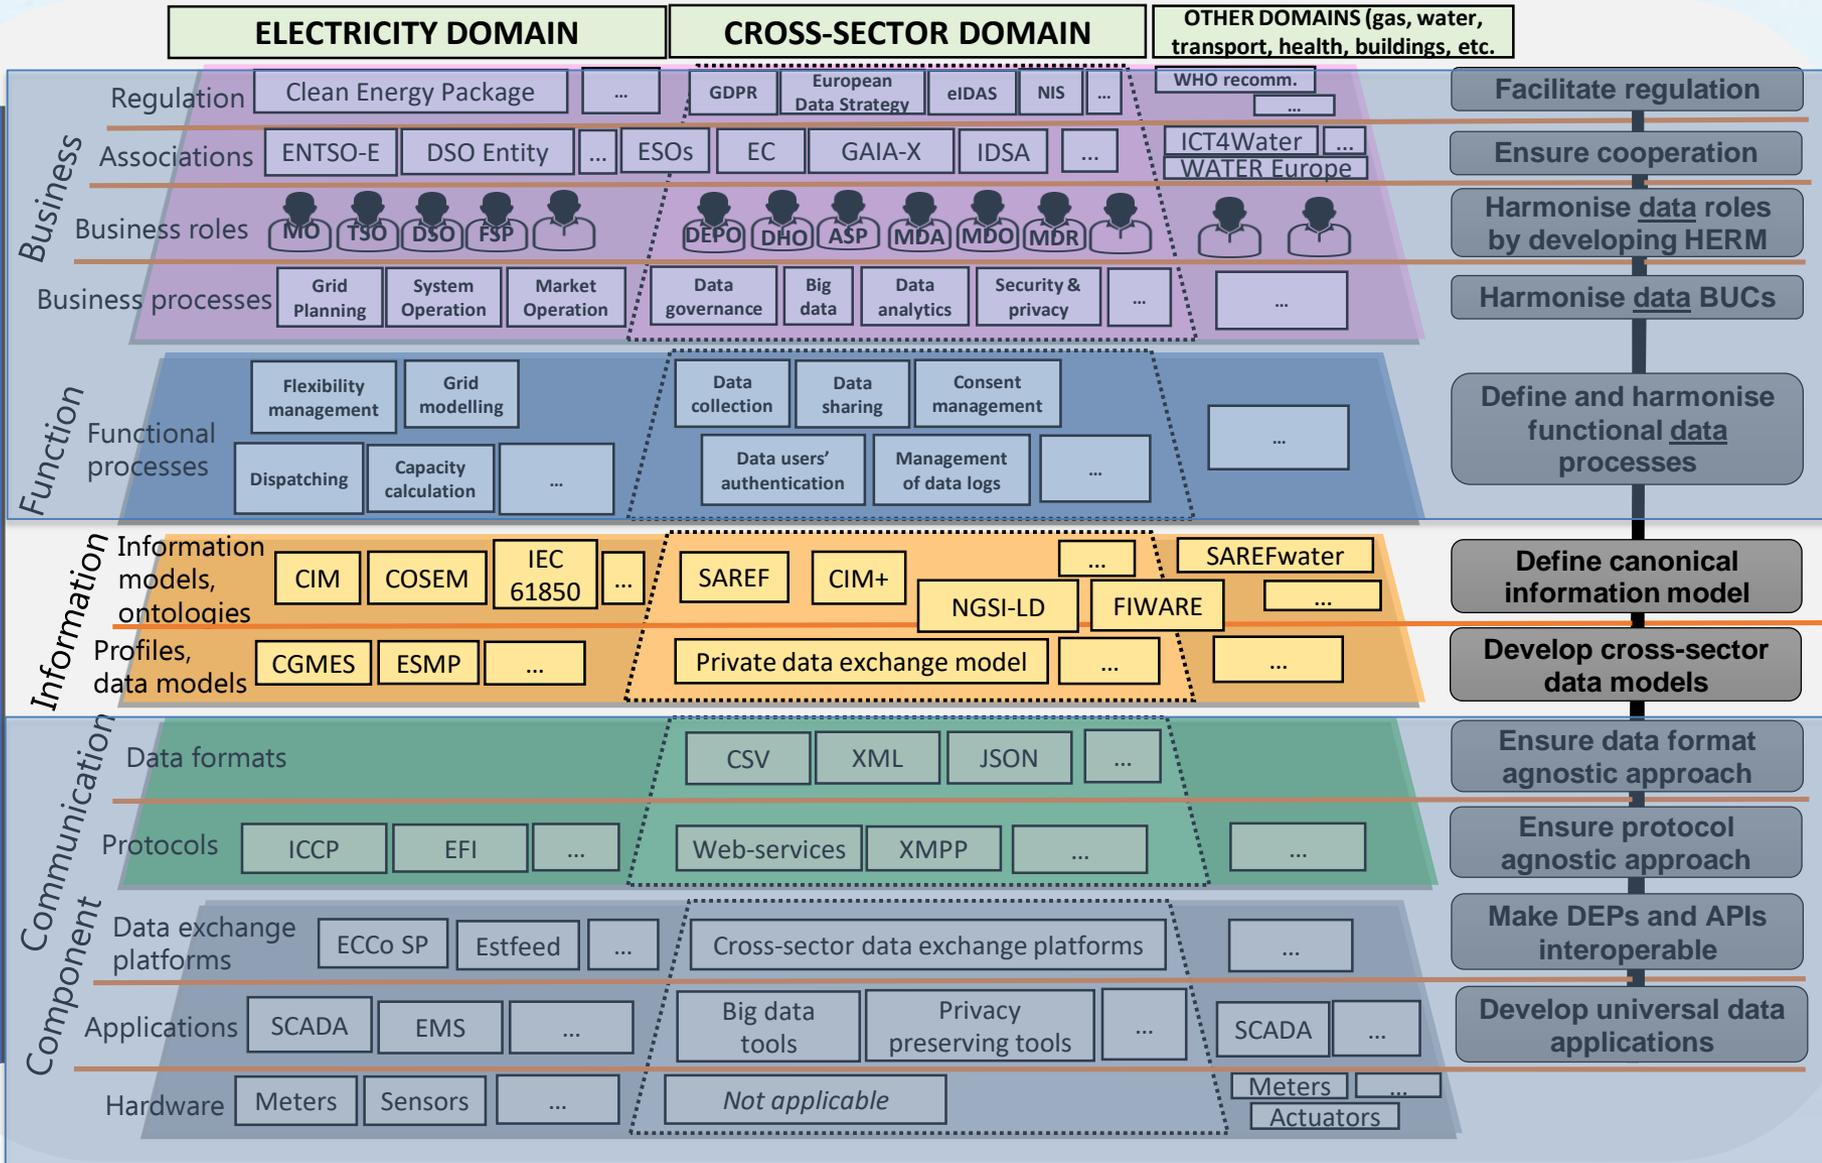 ELECTRICITY DOMAIN
CROSS-SECTOR DOMAIN
OTHER DOMAINS (gas, water,
transport, health, buildings, etc.
Business
Regulation
Clean Energy Package
...
GDPR
European
Data Strategy
eIDAS
NIS
...
WHO recomm.
...
Facilitate regulation
Associations
ENTSO-E
DSO Entity
...
ESOs
EC
GAIA-X
IDSA
...
ICT4Water
...
WATER Europe
Ensure cooperation
Business roles
MO
TSO
DSO
FSP
DEPO
DHO
ASP
MDA
MDO
MDR
Harmonise data roles
by developing HERM
Business processes
Grid
Planning
System
Operation
Market
Operation
Data
governance
Big
data
Data
analytics
Security &
privacy
...
...
Harmonise data BUCs
Function
Functional
processes
Flexibility
management
Grid
modelling
Dispatching
Capacity
calculation
...
Data
collection
Data
sharing
Consent
management
Data users’
authentication
Management
of data logs
...
...
Define and harmonise
functional data
processes
Information
Information
models,
ontologies
CIM
COSEM
IEC
61850
...
SAREF
CIM+
...
NGSI-LD
FIWARE
SAREFwater
...
Define canonical
information model
Profiles,
data models
CGMES
ESMP
...
Private data exchange model
...
...
Develop cross-sector
data models
Communication
Data formats
CSV
XML
JSON
...
Ensure data format
agnostic approach
Protocols
ICCP
EFI
...
Web-services
XMPP
...
...
Ensure protocol
agnostic approach
Component
Data exchange
platforms
ECCo SP
Estfeed
...
Cross-sector data exchange platforms
...
Make DEPs and APIs
interoperable
Applications
SCADA
EMS
...
Big data
tools
Privacy
preserving tools
...
SCADA
...
Develop universal data
applications
Hardware
Meters
Sensors
...
Not applicable
Meters
...
Actuators